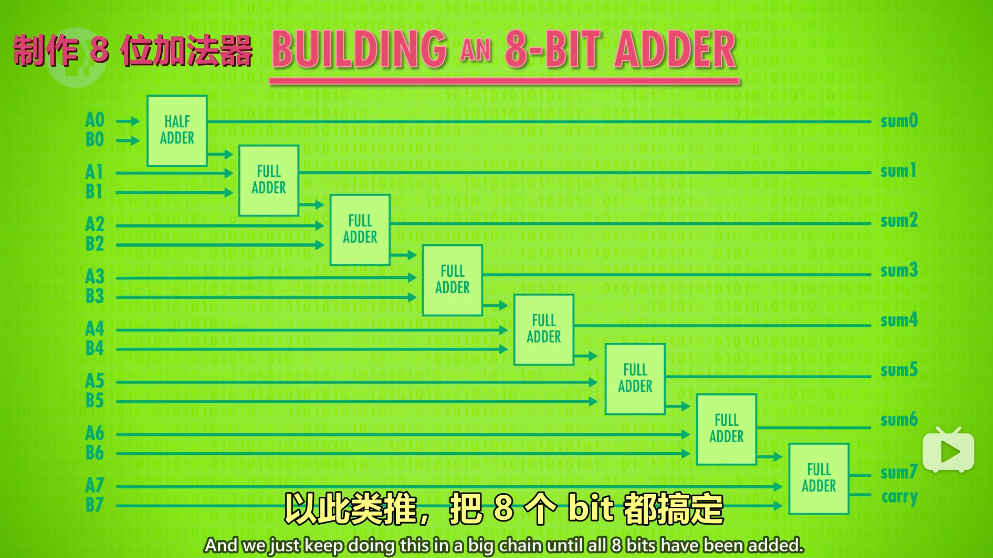 制作 8 位加法器
BUILDING AN 8-BIT ADDER
A0
B0
HALF
ADDER
sum0
A1
B1
FULL
ADDER
sum1
A2
B2
FULL
ADDER
sum2
A3
B3
FULL
ADDER
sum3
A4
B4
FULL
ADDER
sum4
A5
B5
FULL
ADDER
sum5
A6
B6
FULL
ADDER
sum6
A7
B7
FULL
ADDER
sum7
carry
以此类推，把 8 个 bit 都搞定
And we just keep doing this in a big chain until all 8 bits have been added.